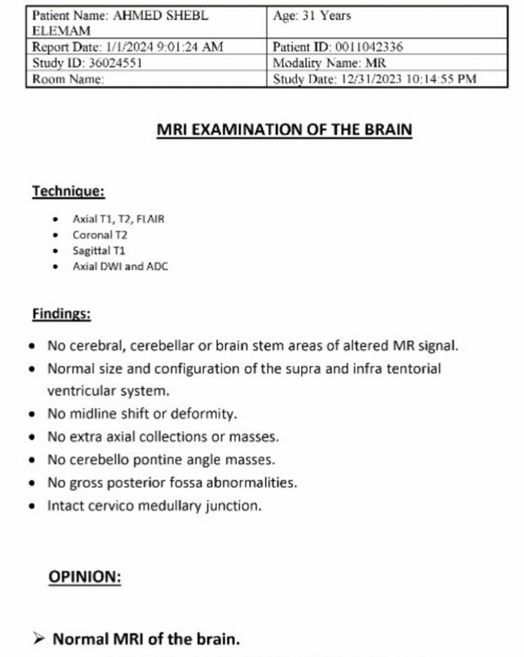 Patient Name: AHMED SHEBL ELEMAM
Age: 31 Years
Report Date: 1/1/2024 9:01:24 AM
Patient ID: 0011042336
Study ID: 36024551
Modality Name: MR
Room Name:
Study Date: 12/31/2023 10:14:55 PM
MRI EXAMINATION OF THE BRAIN
Technique:
• Axial T1, T2, FLAIR
• Coronal T2
• Sagittal T1
• Axial DWI and ADC
Findings:
• No cerebral, cerebellar or brain stem areas of altered MR signal.
• Normal size and configuration of the supra and infra tentorial
ventricular system.
• No midline shift or deformity.
• No extra axial collections or masses.
• No cerebello pontine angle masses.
• No gross posterior fossa abnormalities.
• Intact cervico medullary junction.
OPINION:
➢ Normal MRI of the brain.